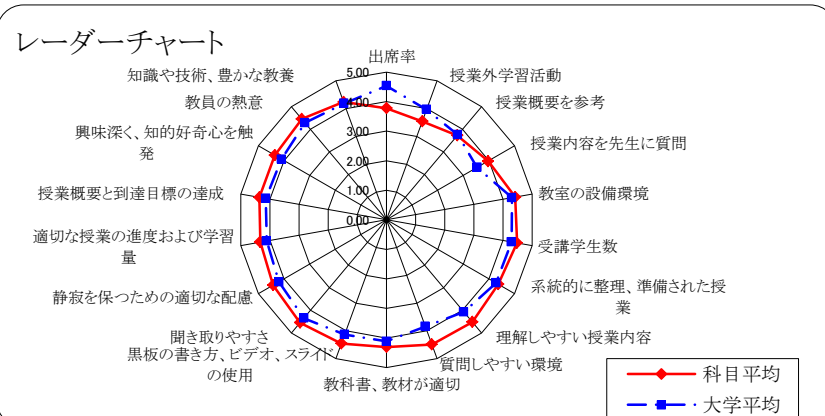 レーダーチャート
出席率
授業外学習活動
授業概要を参考
授業内容を先生に質問
教室の設備環境
受講学生数
系統的に整理、準備された授
業
理解しやすい授業内容
質問しやすい環境
教科書、教材が適切
黒板の書き方、ビデオ、スライド
の使用
聞き取りやすさ
静寂を保つための適切な配慮
適切な授業の進度および学習
量
授業概要と到達目標の達成
興味深く、知的好奇心を触
発
教員の熱意
知識や技術、豊かな教養
5.00
4.00
3.00
2.00
1.00
0.00
科目平均
大学平均